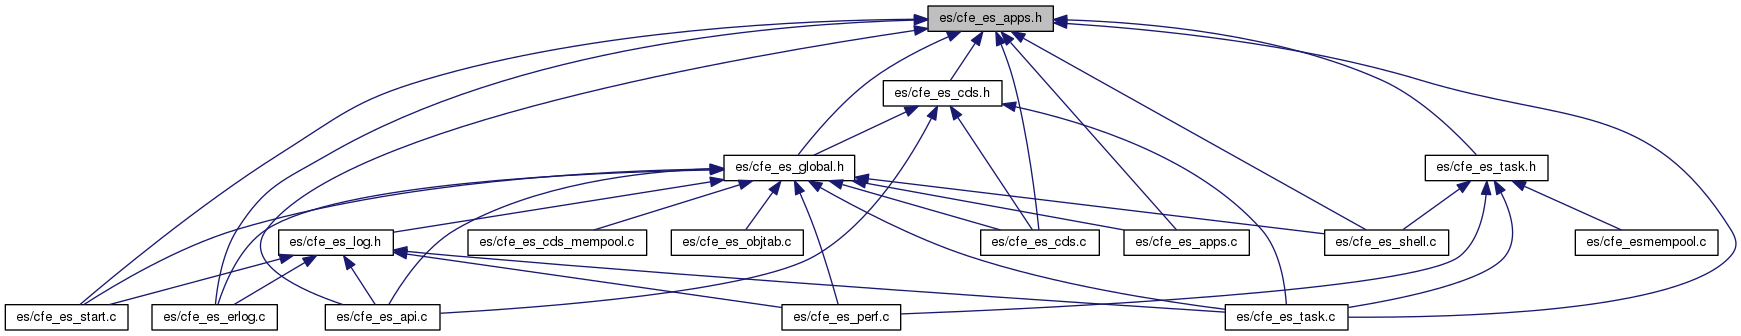 es/cfe_es_apps.h
es/cfe_es_cds.h
es/cfe_es_global.h
es/cfe_es_task.h
es/cfe_es_log.h
es/cfe_es_cds_mempool.c
es/cfe_es_objtab.c
es/cfe_es_cds.c
es/cfe_es_apps.c
es/cfe_es_shell.c
es/cfe_esmempool.c
es/cfe_es_start.c
es/cfe_es_erlog.c
es/cfe_es_api.c
es/cfe_es_perf.c
es/cfe_es_task.c